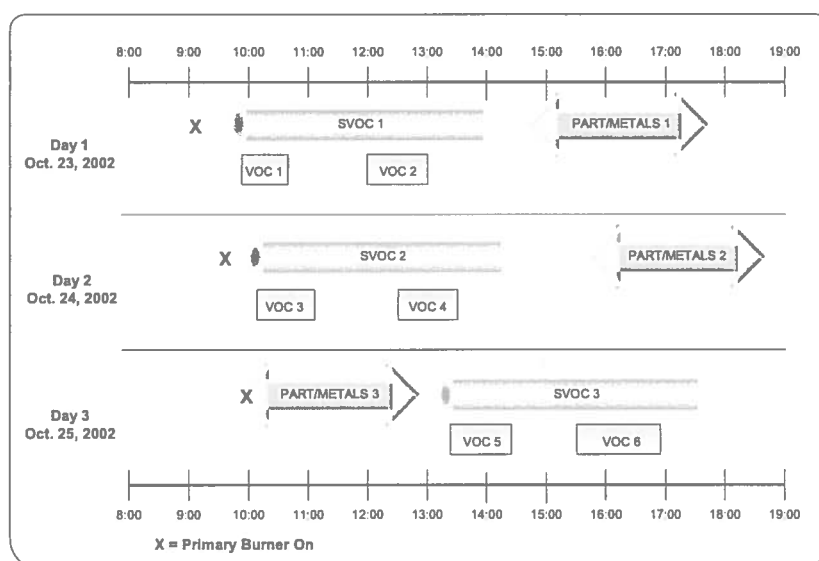 8:00 9:00 10:00 11:00 12:00 13:00 14:00 15:00 16:00 17:00 18:00 19:00
X SVOC 1 PART/METALS 1
Day 1
Oct. 23, 2002
VOC 1 VOC 2
X SVOC 2 PART/METALS 2
Day 2
Oct. 24, 2002
VOC 3 VOC 4
X PART/METALS 3 SVOC 3
Day 3
Oct. 25, 2002
VOC 5 VOC 6
8:00 9:00 10:00 11:00 12:00 13:00 14:00 15:00 16:00 17:00 18:00 19:00
X = Primary Burner On